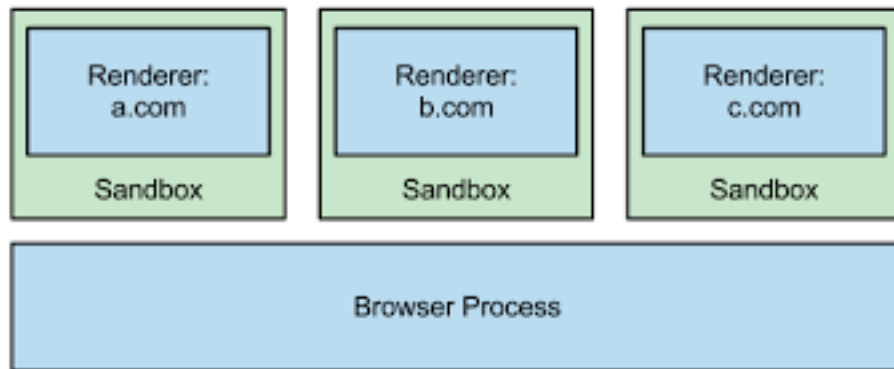 Renderer:
a.com
Sandbox
Renderer:
b.com
Sandbox
Renderer:
c.com
Sandbox
Browser Process